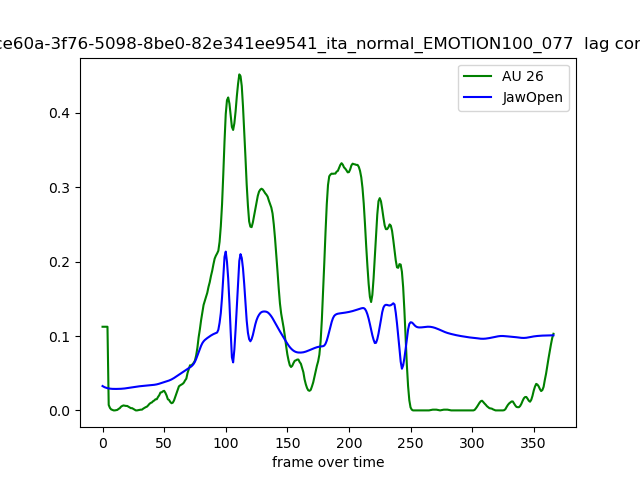 ce60a-3f76-5098-8be0-82e341ee9541_ita_normal_EMOTION100_077 lag cor
AU 26
JawOpen
0.4
0.3
0.2
0.1
0.0
0 50 100 150 200 250 300 350
frame over time